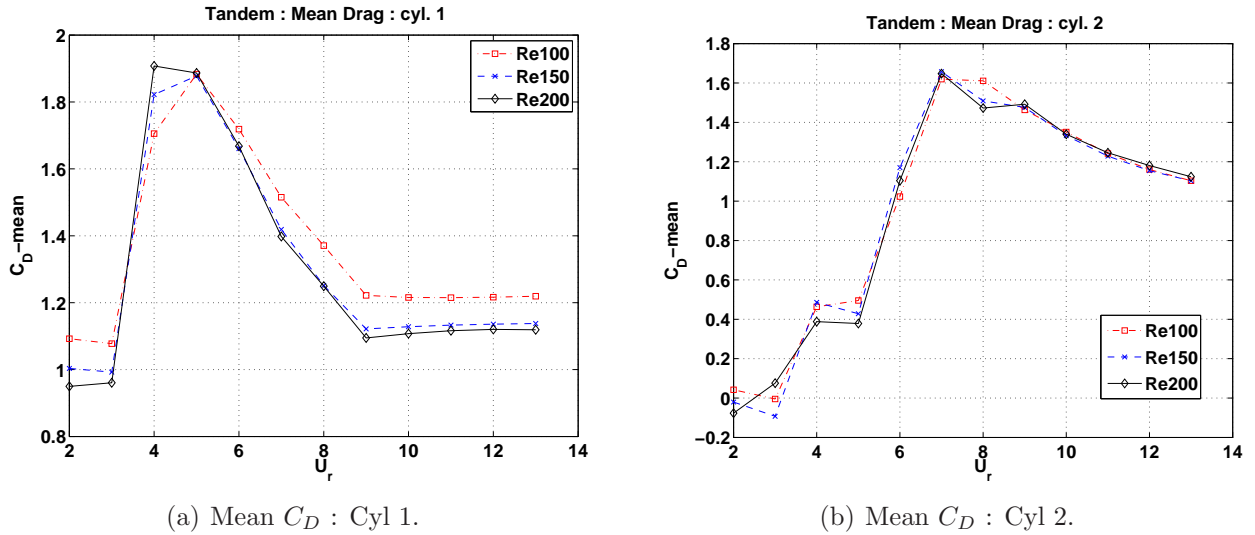 Tandem : Mean Drag : cyl. 1
2
1.8
1.6
1.4
1.2
1
0.8
C_D−mean
2 4 6 8 10 12 14
U_r
Re100
Re150
Re200
(a) Mean C_D : Cyl 1.
Tandem : Mean Drag : cyl. 2
1.8
1.6
1.4
1.2
1
0.8
0.6
0.4
0.2
0
−0.2
C_D−mean
2 4 6 8 10 12 14
U_r
Re100
Re150
Re200
(b) Mean C_D : Cyl 2.